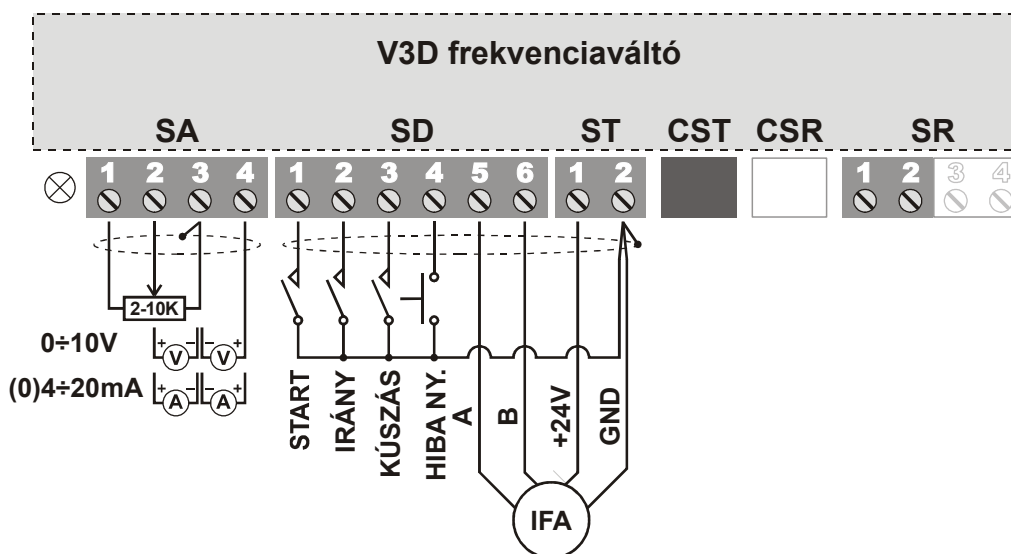 V3D frekvenciaváltó
SA SD ST CST CSR SR
1 2 3 4 1 2 3 4 5 6 1 2 1 2 3 4
2-10K
0÷10V
+ - - +
V V
(0)4÷20mA
+ - - +
A A
START
IRÁNY
KÚSZÁS
HIBA NY.
A
B
+24V
GND
IFA